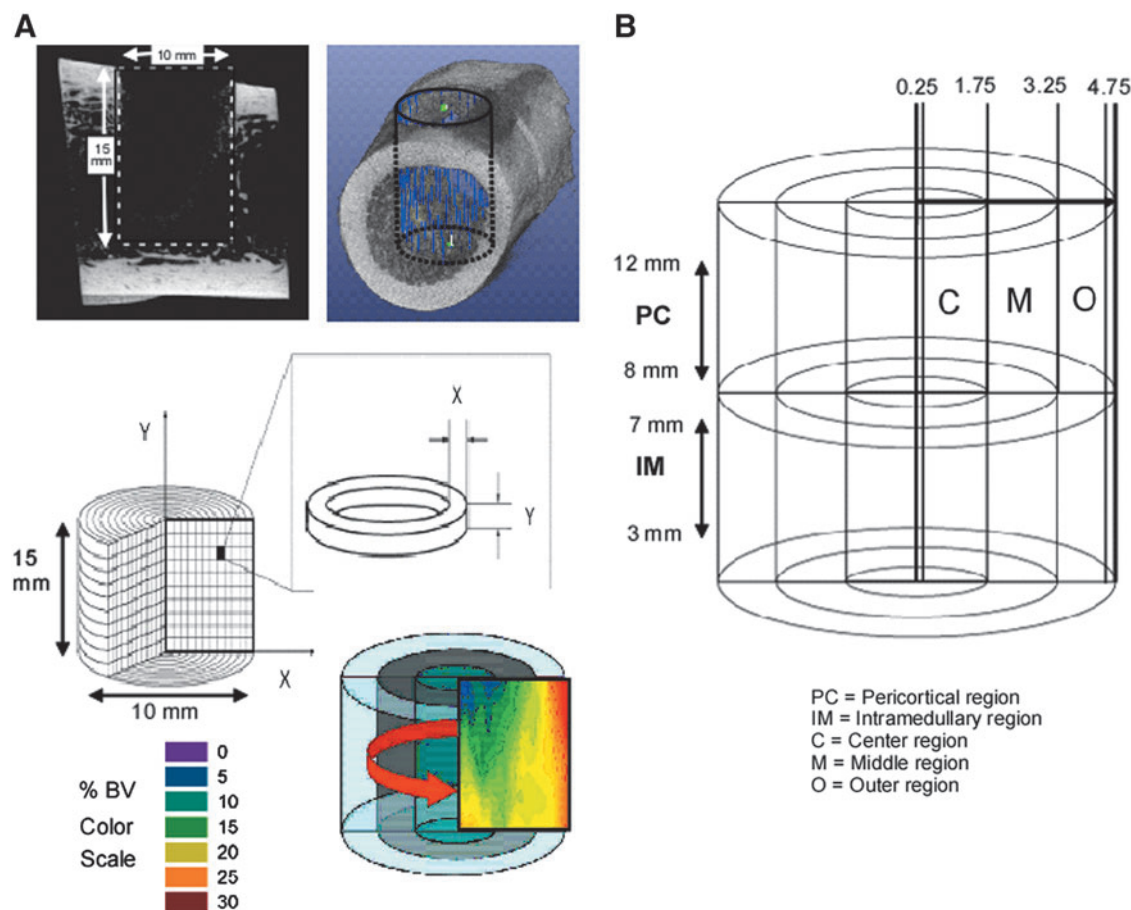 A
10 mm
15
mm
B
0.25 1.75 3.25 4.75
12 mm
PC
8 mm
C M O
7 mm
IM
3 mm
X
Y
Y
15
mm
X
10 mm
% BV
Color
Scale
0
5
10
15
20
25
30
PC = Pericortical region
IM = Intramedullary region
C = Center region
M = Middle region
O = Outer region